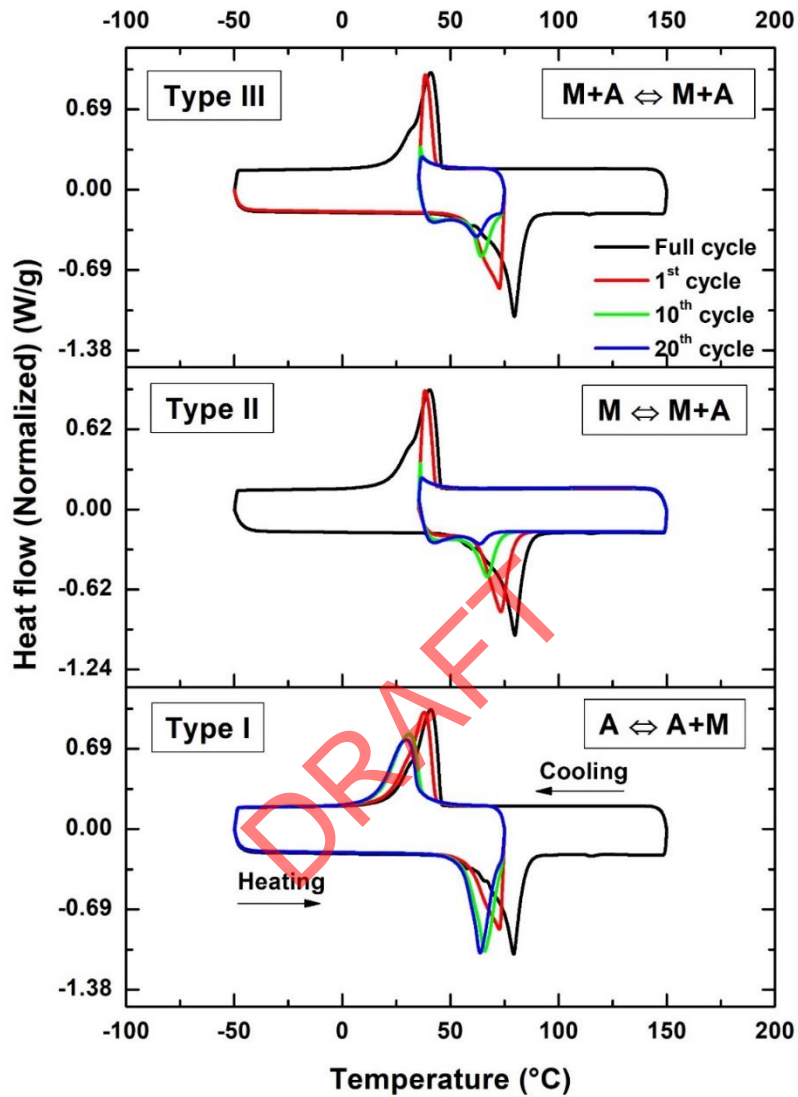 -100 -50 0 50 100 150 200
Type III
M+A ⇔ M+A
0.69
0.00
-0.69
-1.38
Full cycle
1st cycle
10th cycle
20th cycle
Type II
M ⇔ M+A
0.62
0.00
-0.62
-1.24
Type I
A ⇔ A+M
0.69
0.00
-0.69
-1.38
Cooling
Heating
DRAFT
-100 -50 0 50 100 150 200
Heat flow (Normalized) (W/g)
Temperature (°C)